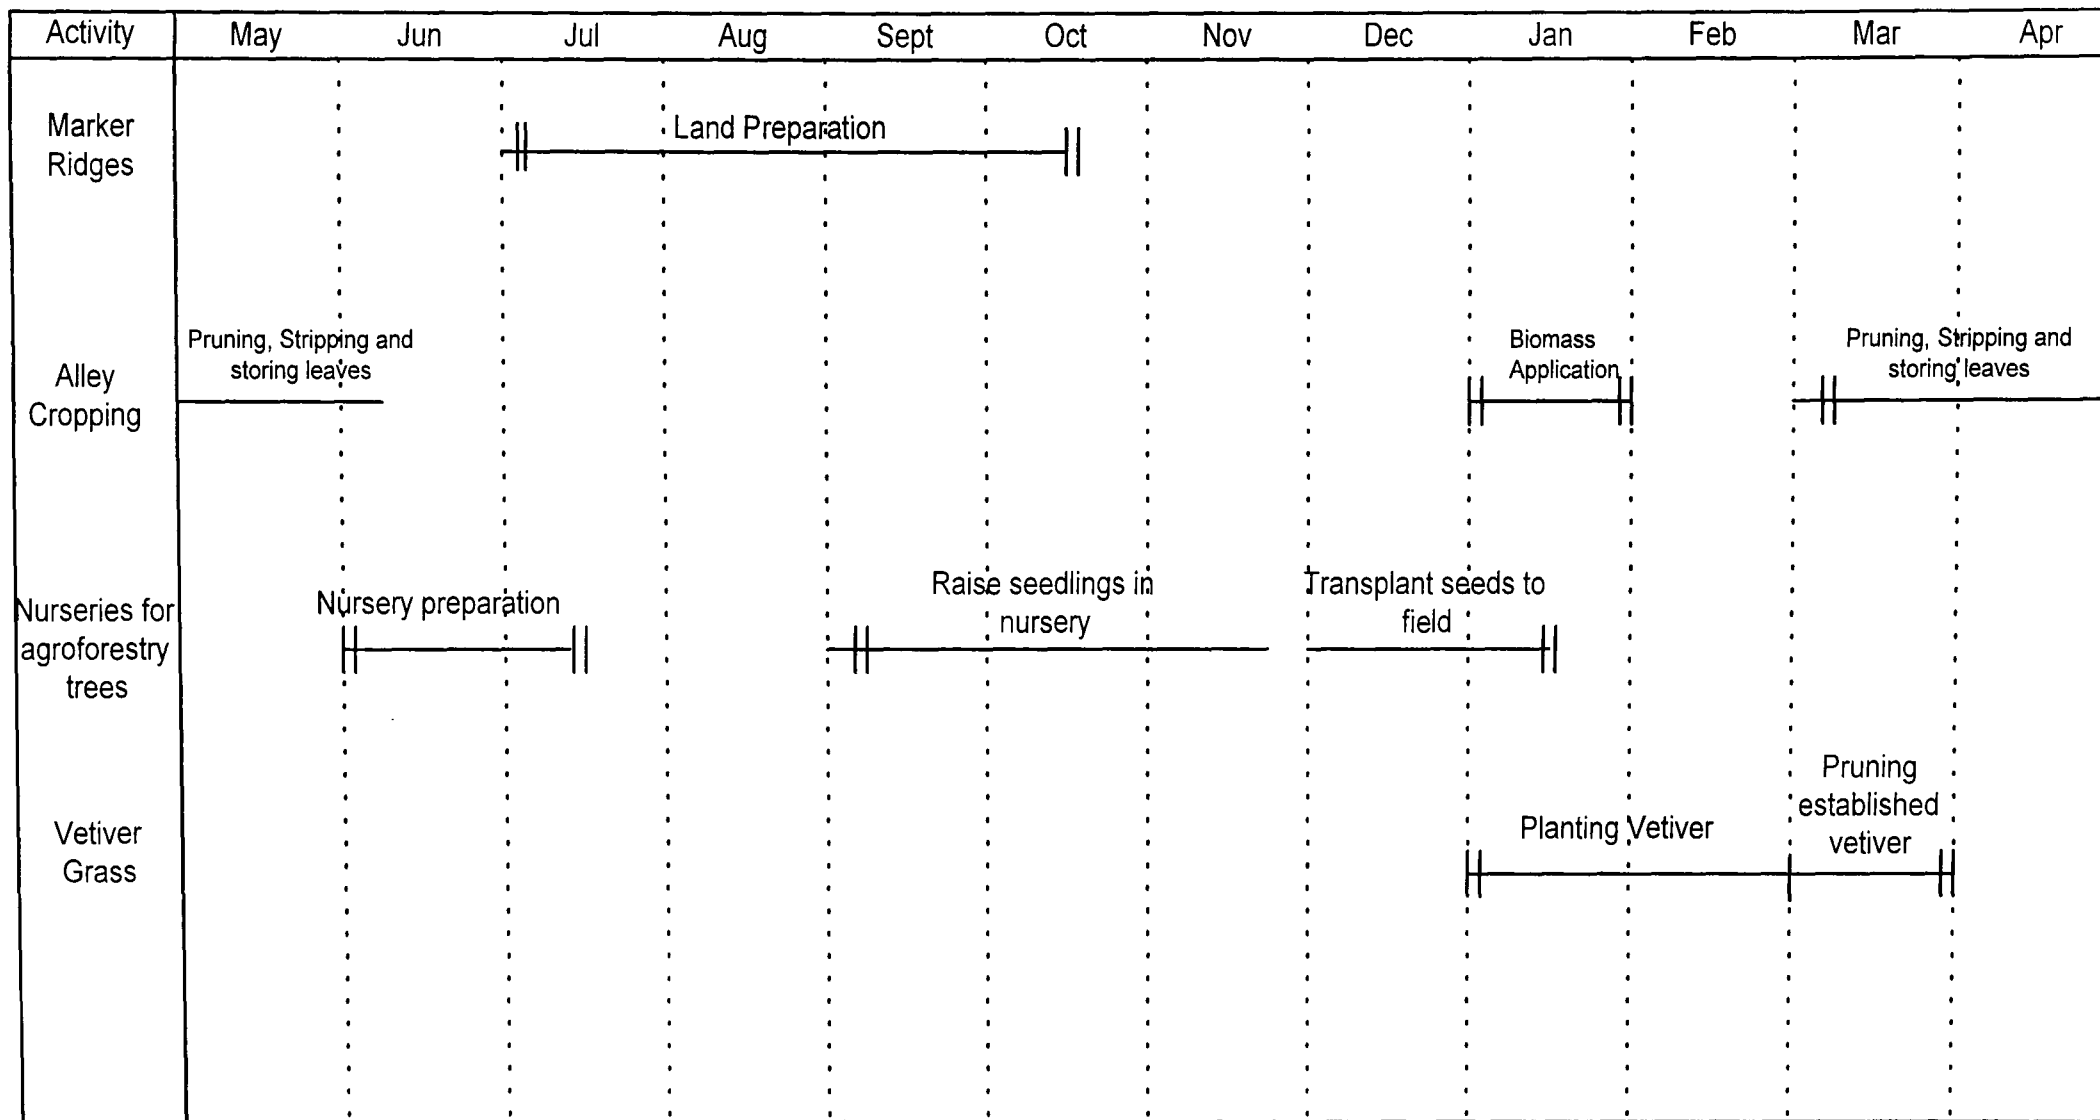 Activity May Jun Jul Aug Sept Oct Nov Dec Jan Feb Mar Apr
Marker
Ridges
Land Preparation
Alley
Cropping
Pruning, Stripping and
storing leaves
Biomass
Application
Pruning, Stripping and
storing leaves
Nurseries for
agroforestry
trees
Nursery preparation
Raise seedlings in
nursery
Transplant seeds to
field
Vetiver
Grass
Planting Vetiver
Pruning
established
vetiver